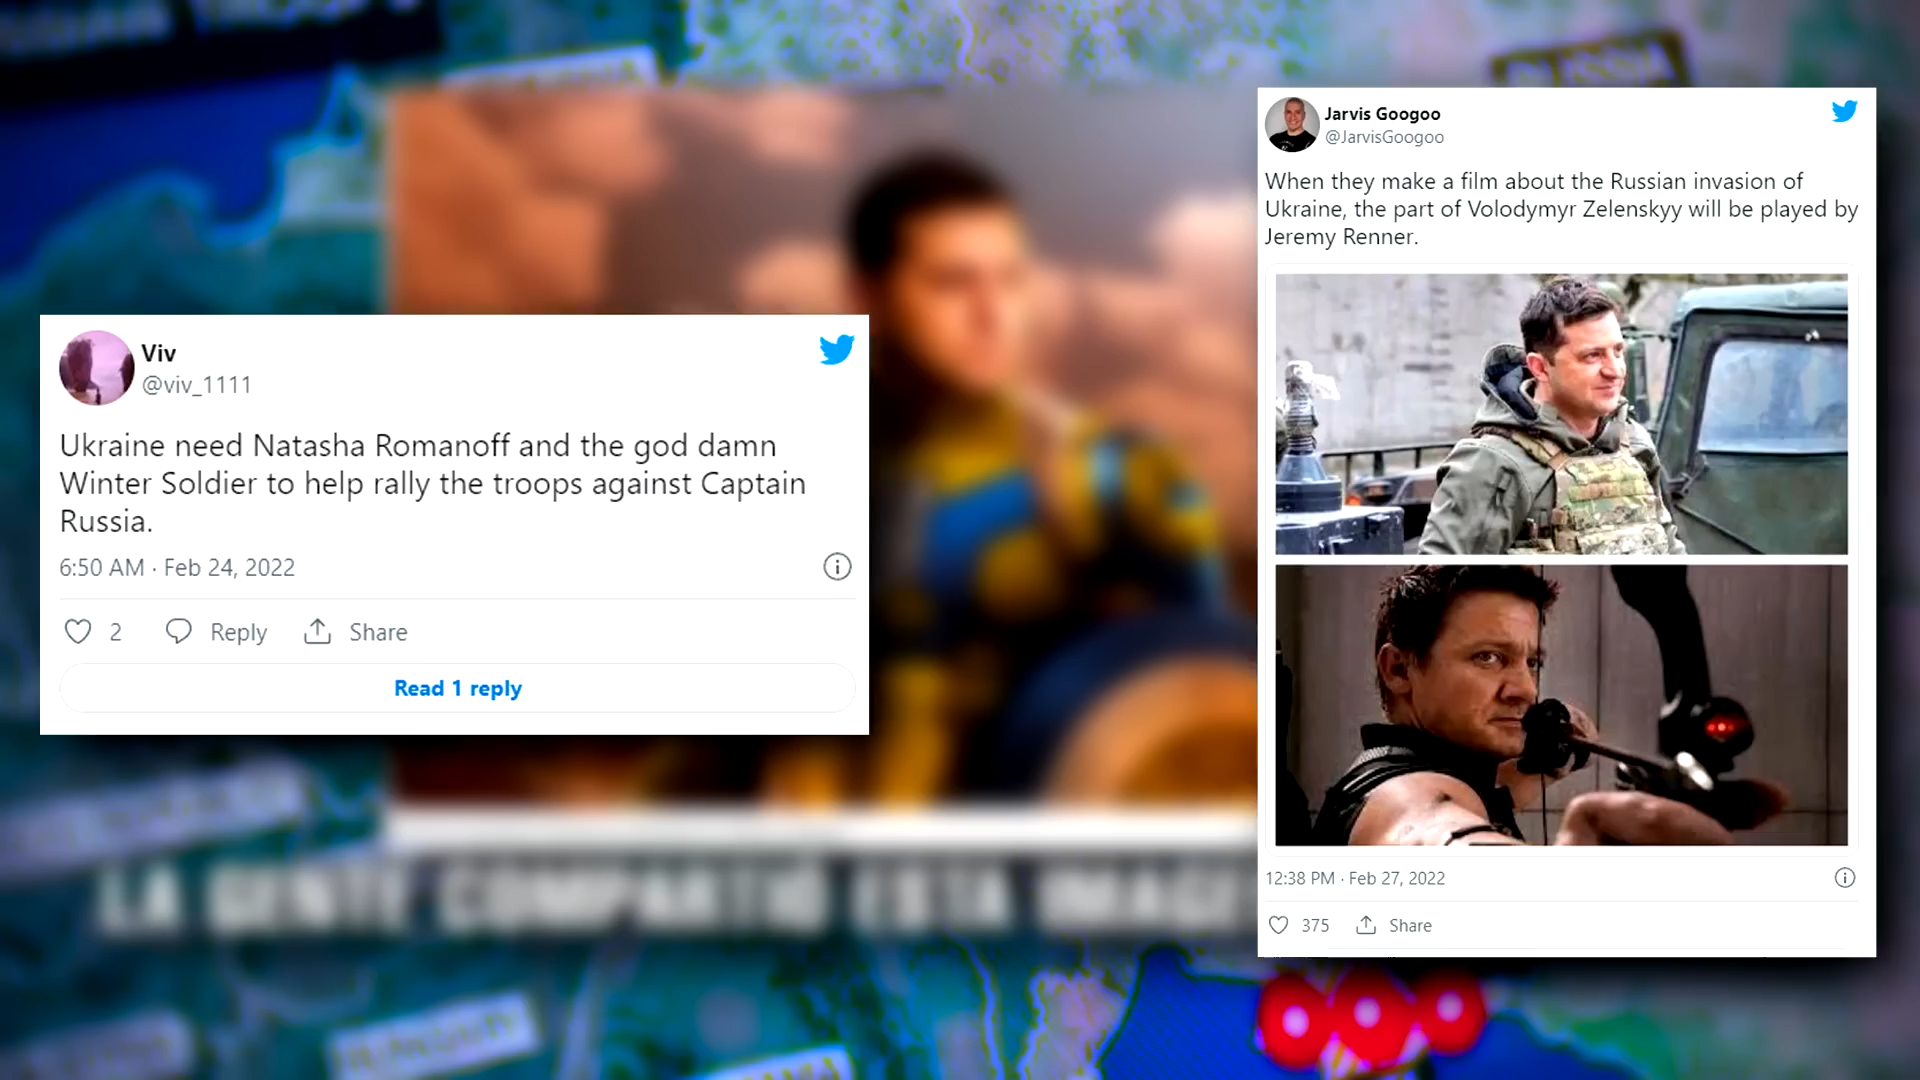 RUSSIA
Viv
@viv_1111
Ukraine need Natasha Romanoff and the god damn
Winter Soldier to help rally the troops against Captain
Russia.
6:50 AM · Feb 24, 2022
2 Reply Share
Read 1 reply
Jarvis Googoo
@JarvisGoogoo
When they make a film about the Russian invasion of
Ukraine, the part of Volodymyr Zelenskyy will be played by
Jeremy Renner.
12:38 PM · Feb 27, 2022
375 Share
LA GENTE COMPARTIÓ ESTA IMAGE